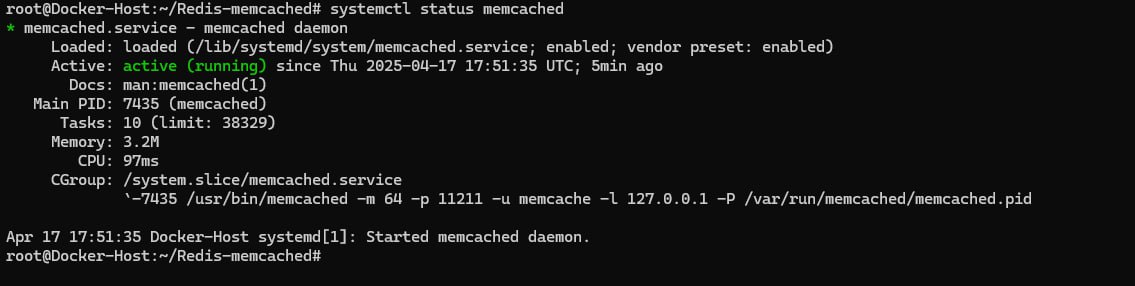 root@Docker-Host:~/Redis-memcached# systemctl status memcached
* memcached.service - memcached daemon
Loaded: loaded (/lib/systemd/system/memcached.service; enabled; vendor preset: enabled)
Active: active (running) since Thu 2025-04-17 17:51:35 UTC; 5min ago
Docs: man:memcached(1)
Main PID: 7435 (memcached)
Tasks: 10 (limit: 38329)
Memory: 3.2M
CPU: 97ms
CGroup: /system.slice/memcached.service
`-7435 /usr/bin/memcached -m 64 -p 11211 -u memcache -l 127.0.0.1 -P /var/run/memcached/memcached.pid
Apr 17 17:51:35 Docker-Host systemd[1]: Started memcached daemon.
root@Docker-Host:~/Redis-memcached#